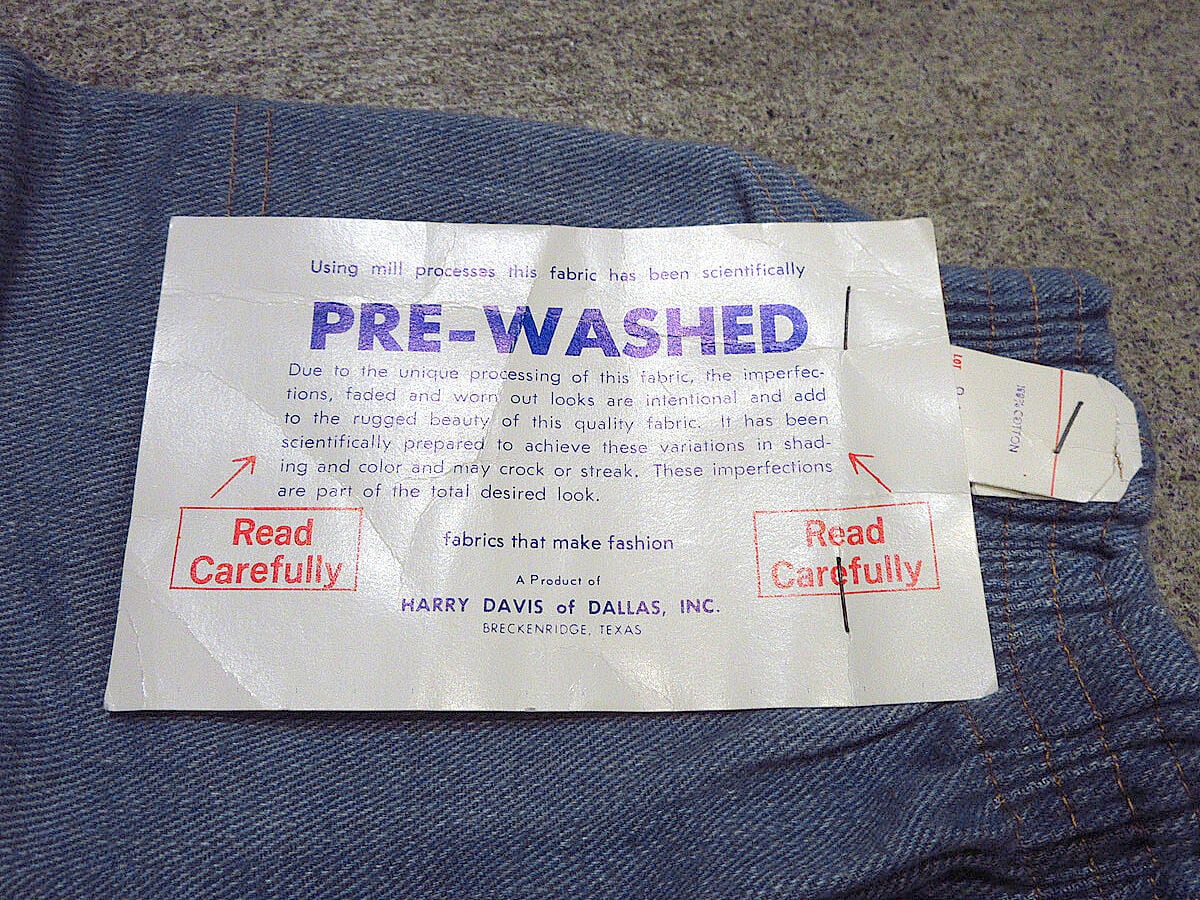 Using mill processes this fabric has been scientifically
PRE-WASHED
Due to the unique processing of this fabric, the imperfec-
tions, faded and worn out looks are intentional and add
to the rugged beauty of this quality fabric. It has been
scientifically prepared to achieve these variations in shad-
ing and color and may crock or streak. These imperfections
are part of the total desired look.
Read
Carefully
fabrics that make fashion
Read
Carefully
A Product of
HARRY DAVIS of DALLAS, INC.
BRECKENRIDGE, TEXAS
LOT
COTTON